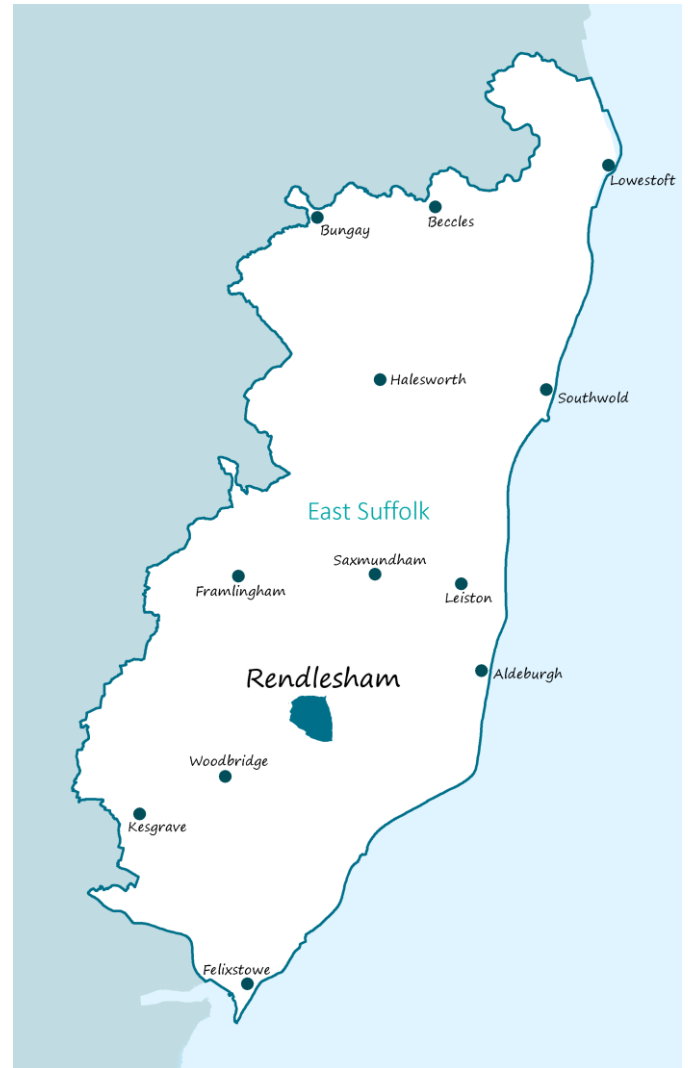 Lowestoft
Beccles
Bungay
Halesworth
Southwold
East Suffolk
Saxmundham
Framlingham
Leiston
Rendlesham
Aldeburgh
Woodbridge
Kesgrave
Felixstowe